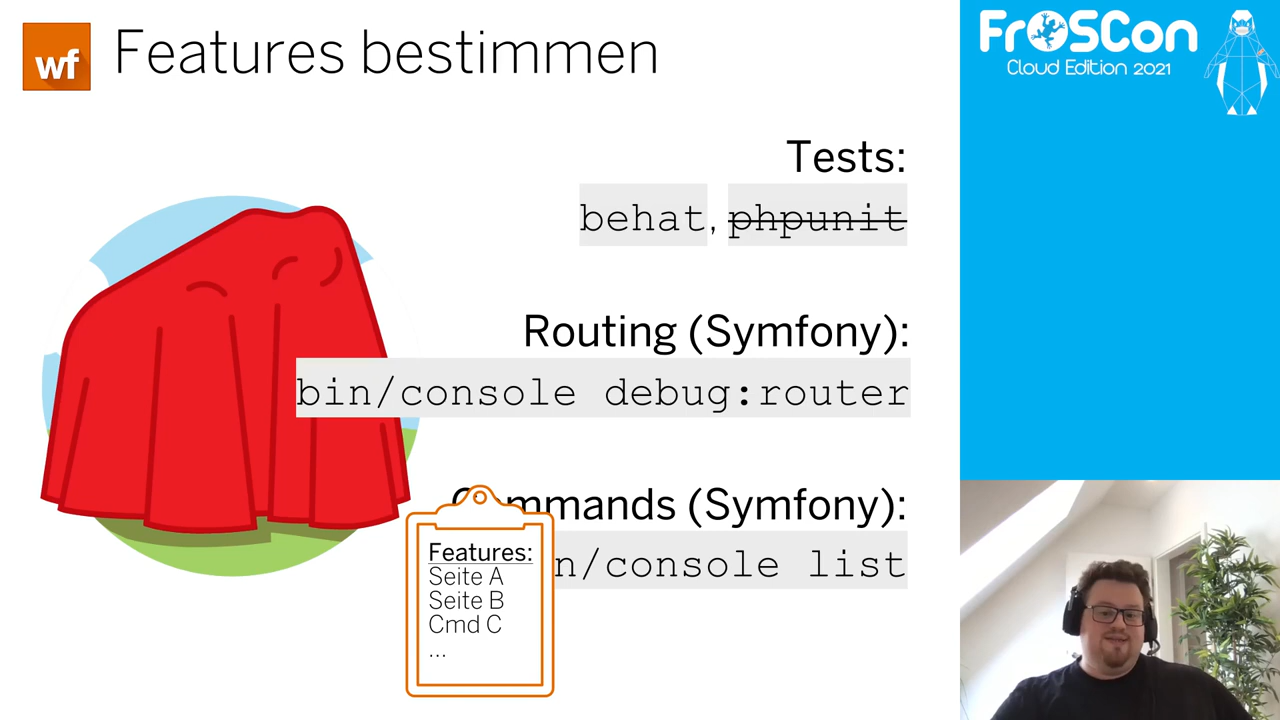 wf
Features bestimmen
Tests:
behat, phpunit
Routing (Symfony):
bin/console debug:router
mmands (Symfony):
n/console list
Features:
Seite A
Seite B
Cmd C
...
FrOSCon
Cloud Edition 2021